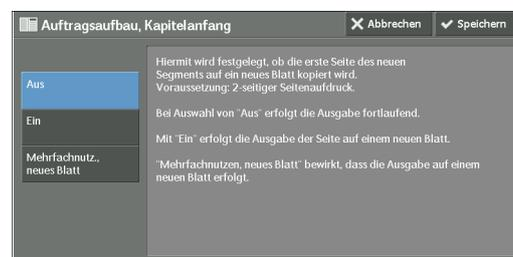 Auftragsaufbau, Kapitelanfang
Abbrechen
Speichern
Aus
Ein
Mehrfachnutz.,
neues Blatt
Hiermit wird festgelegt, ob die erste Seite des neuen
Segments auf ein neues Blatt kopiert wird.
Voraussetzung: 2-seitiger Seitenaufdruck.
Bei Auswahl von "Aus" erfolgt die Ausgabe fortlaufend.
Mit "Ein" erfolgt die Ausgabe der Seite auf einem neuen Blatt.
"Mehrfachnutzen, neues Blatt" bewirkt, dass die Ausgabe auf einem
neuen Blatt erfolgt.